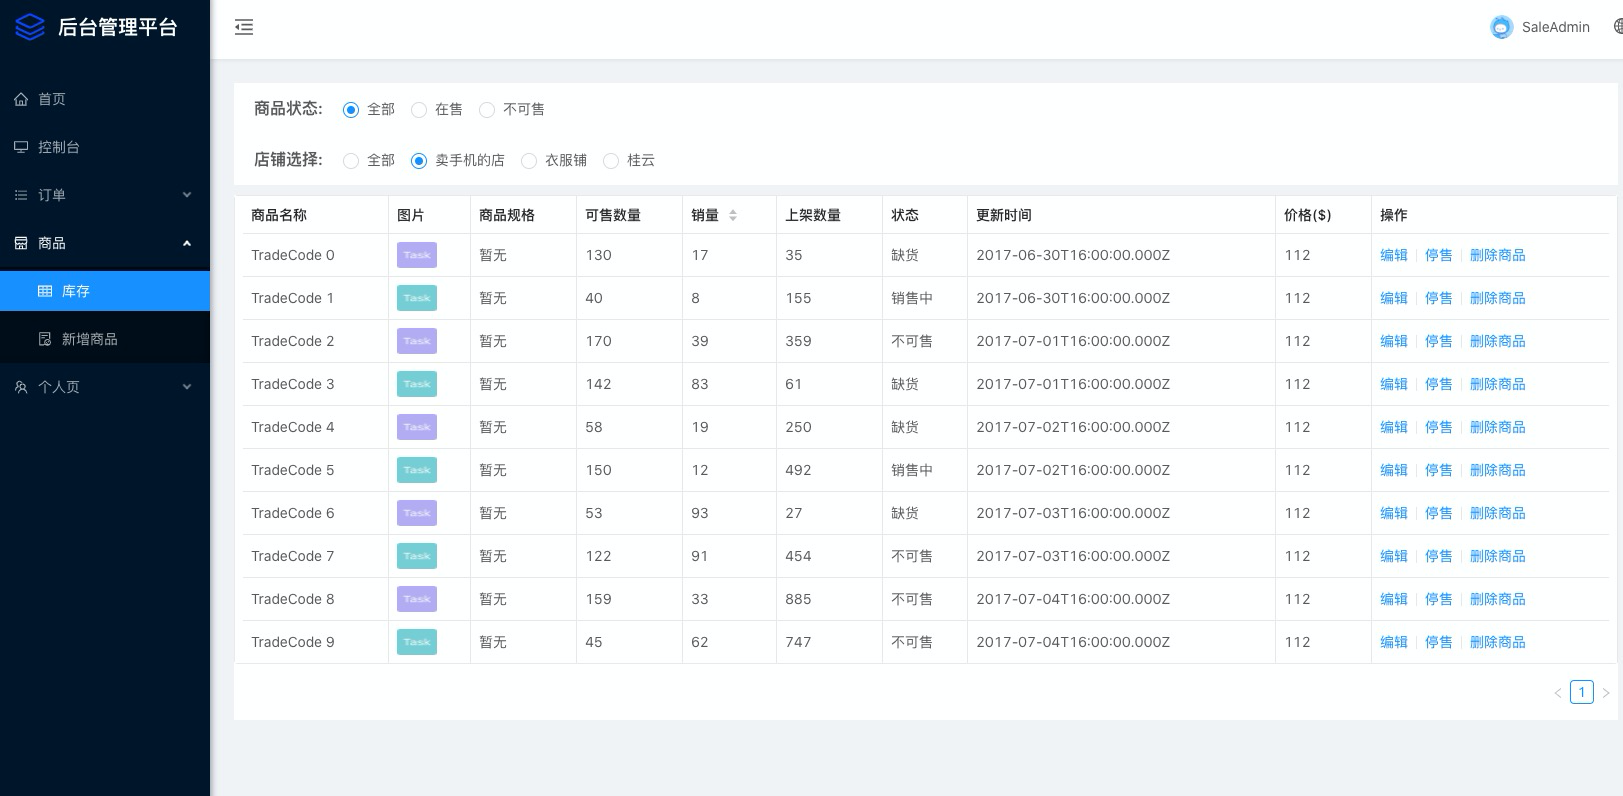 后台管理平台
SaleAdmin
首页
控制台
订单
商品
库存
新增商品
个人页
商品状态: 全部 在售 不可售
店铺选择: 全部 卖手机的店 衣服铺 桂云
商品名称 图片 商品规格 可售数量 销量 上架数量 状态 更新时间 价格($) 操作
TradeCode 0 Task 暂无 130 17 35 缺货 2017-06-30T16:00:00.000Z 112 编辑 停售 删除商品
TradeCode 1 Task 暂无 40 8 155 销售中 2017-06-30T16:00:00.000Z 112 编辑 停售 删除商品
TradeCode 2 Task 暂无 170 39 359 不可售 2017-07-01T16:00:00.000Z 112 编辑 停售 删除商品
TradeCode 3 Task 暂无 142 83 61 缺货 2017-07-01T16:00:00.000Z 112 编辑 停售 删除商品
TradeCode 4 Task 暂无 58 19 250 缺货 2017-07-02T16:00:00.000Z 112 编辑 停售 删除商品
TradeCode 5 Task 暂无 150 12 492 销售中 2017-07-02T16:00:00.000Z 112 编辑 停售 删除商品
TradeCode 6 Task 暂无 53 93 27 缺货 2017-07-03T16:00:00.000Z 112 编辑 停售 删除商品
TradeCode 7 Task 暂无 122 91 454 不可售 2017-07-03T16:00:00.000Z 112 编辑 停售 删除商品
TradeCode 8 Task 暂无 159 33 885 不可售 2017-07-04T16:00:00.000Z 112 编辑 停售 删除商品
TradeCode 9 Task 暂无 45 62 747 不可售 2017-07-04T16:00:00.000Z 112 编辑 停售 删除商品
1